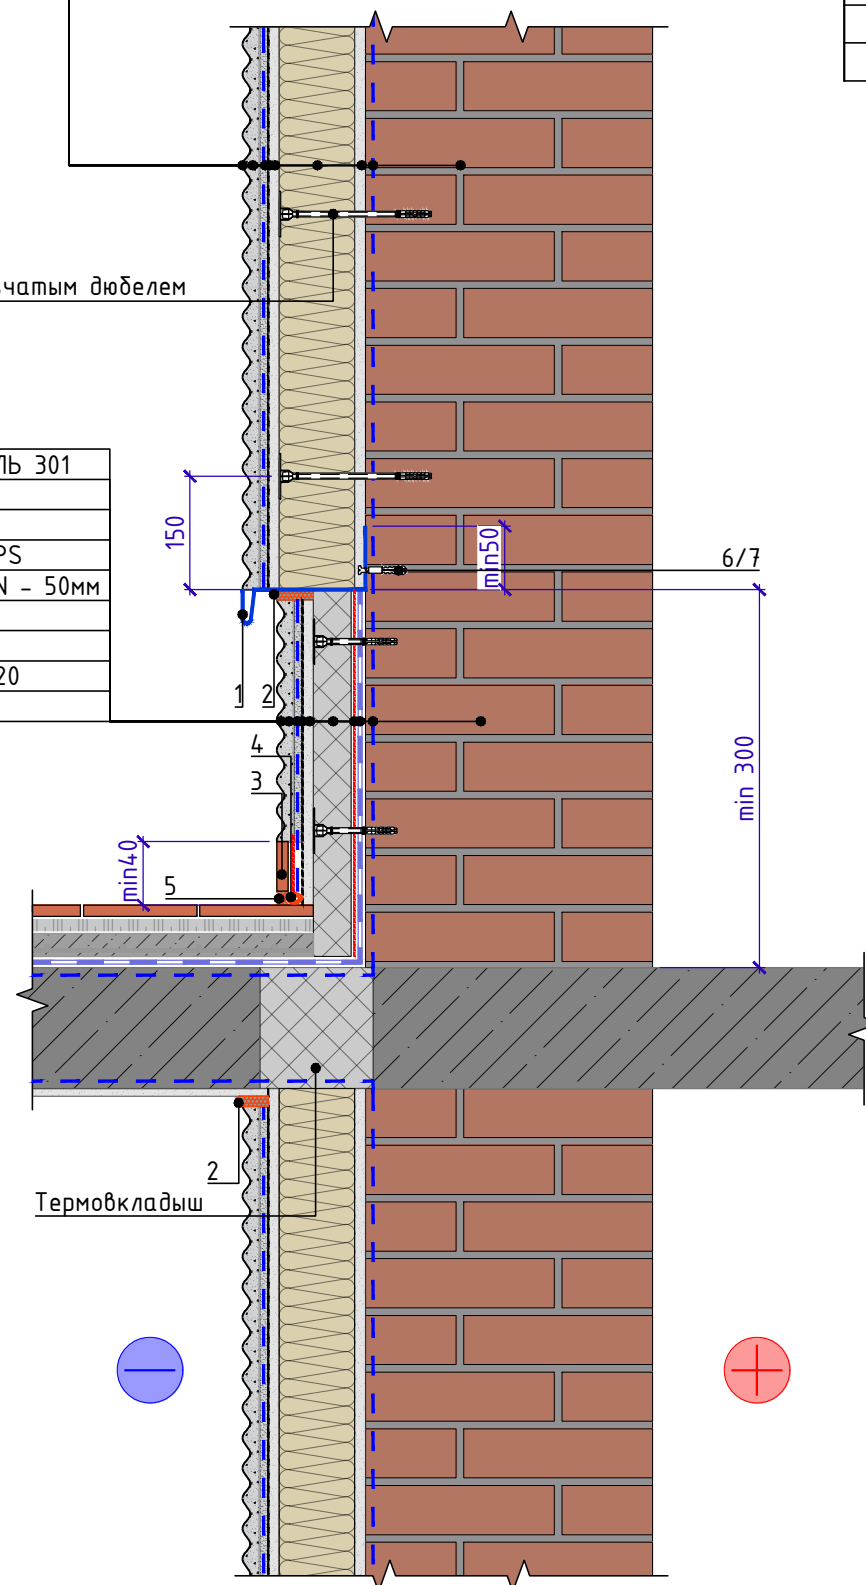 чатым дюбелем
ЛЬ 301
PS
N - 50мм
20
150
min50
6/7
1
2
4
3
min 300
min40
5
2
Термовкладыш